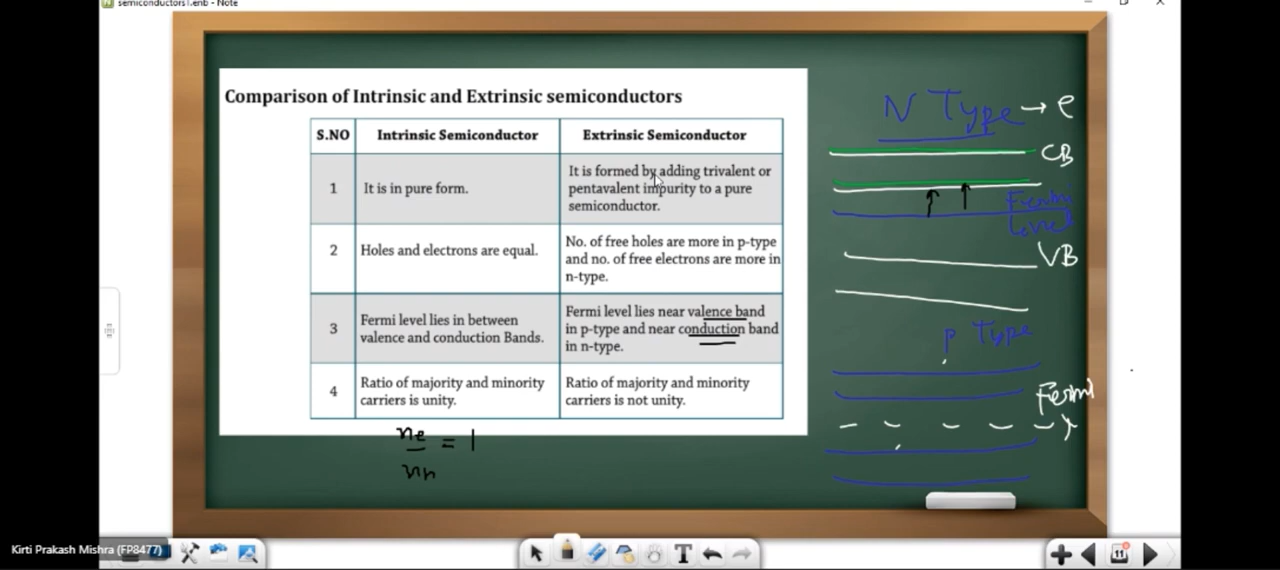 semiconductors1.enb - Note
Comparison of Intrinsic and Extrinsic semiconductors
S.NO Intrinsic Semiconductor Extrinsic Semiconductor
1 It is in pure form. It is formed by adding trivalent or
pentavalent impurity to a pure
semiconductor.
2 Holes and electrons are equal. No. of free holes are more in p-type
and no. of free electrons are more in
n-type.
3 Fermi level lies in between
valence and conduction Bands. Fermi level lies near valence band
in p-type and near conduction band
in n-type.
4 Ratio of majority and minority
carriers is unity. Ratio of majority and minority
carriers is not unity.
ne/nh = 1
N Type → e
CB
Fermi
level
VB
P Type
Fermi
Kirti Prakash Mishra (FP8477)
T
11